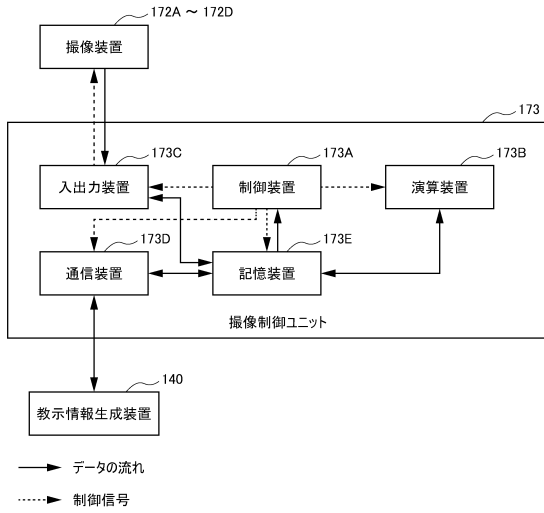 172A ～ 172D
撮像装置
173
173C
173A
173B
入出力装置
制御装置
演算装置
173D
173E
通信装置
記憶装置
撮像制御ユニット
140
教示情報生成装置
データの流れ
制御信号